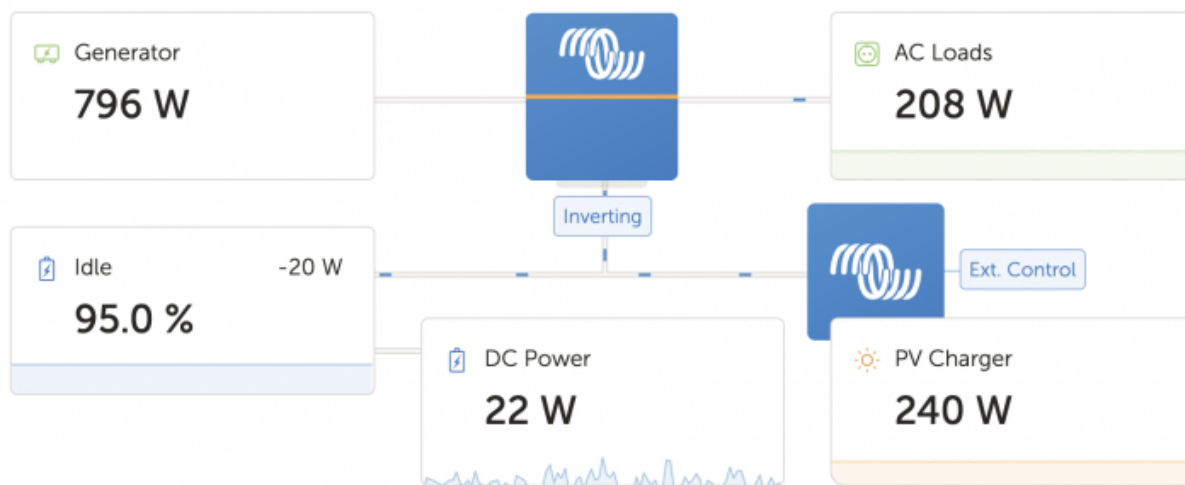 Generator
796 W
AC Loads
208 W
Inverting
Idle
-20 W
95.0 %
Ext. Control
DC Power
22 W
PV Charger
240 W